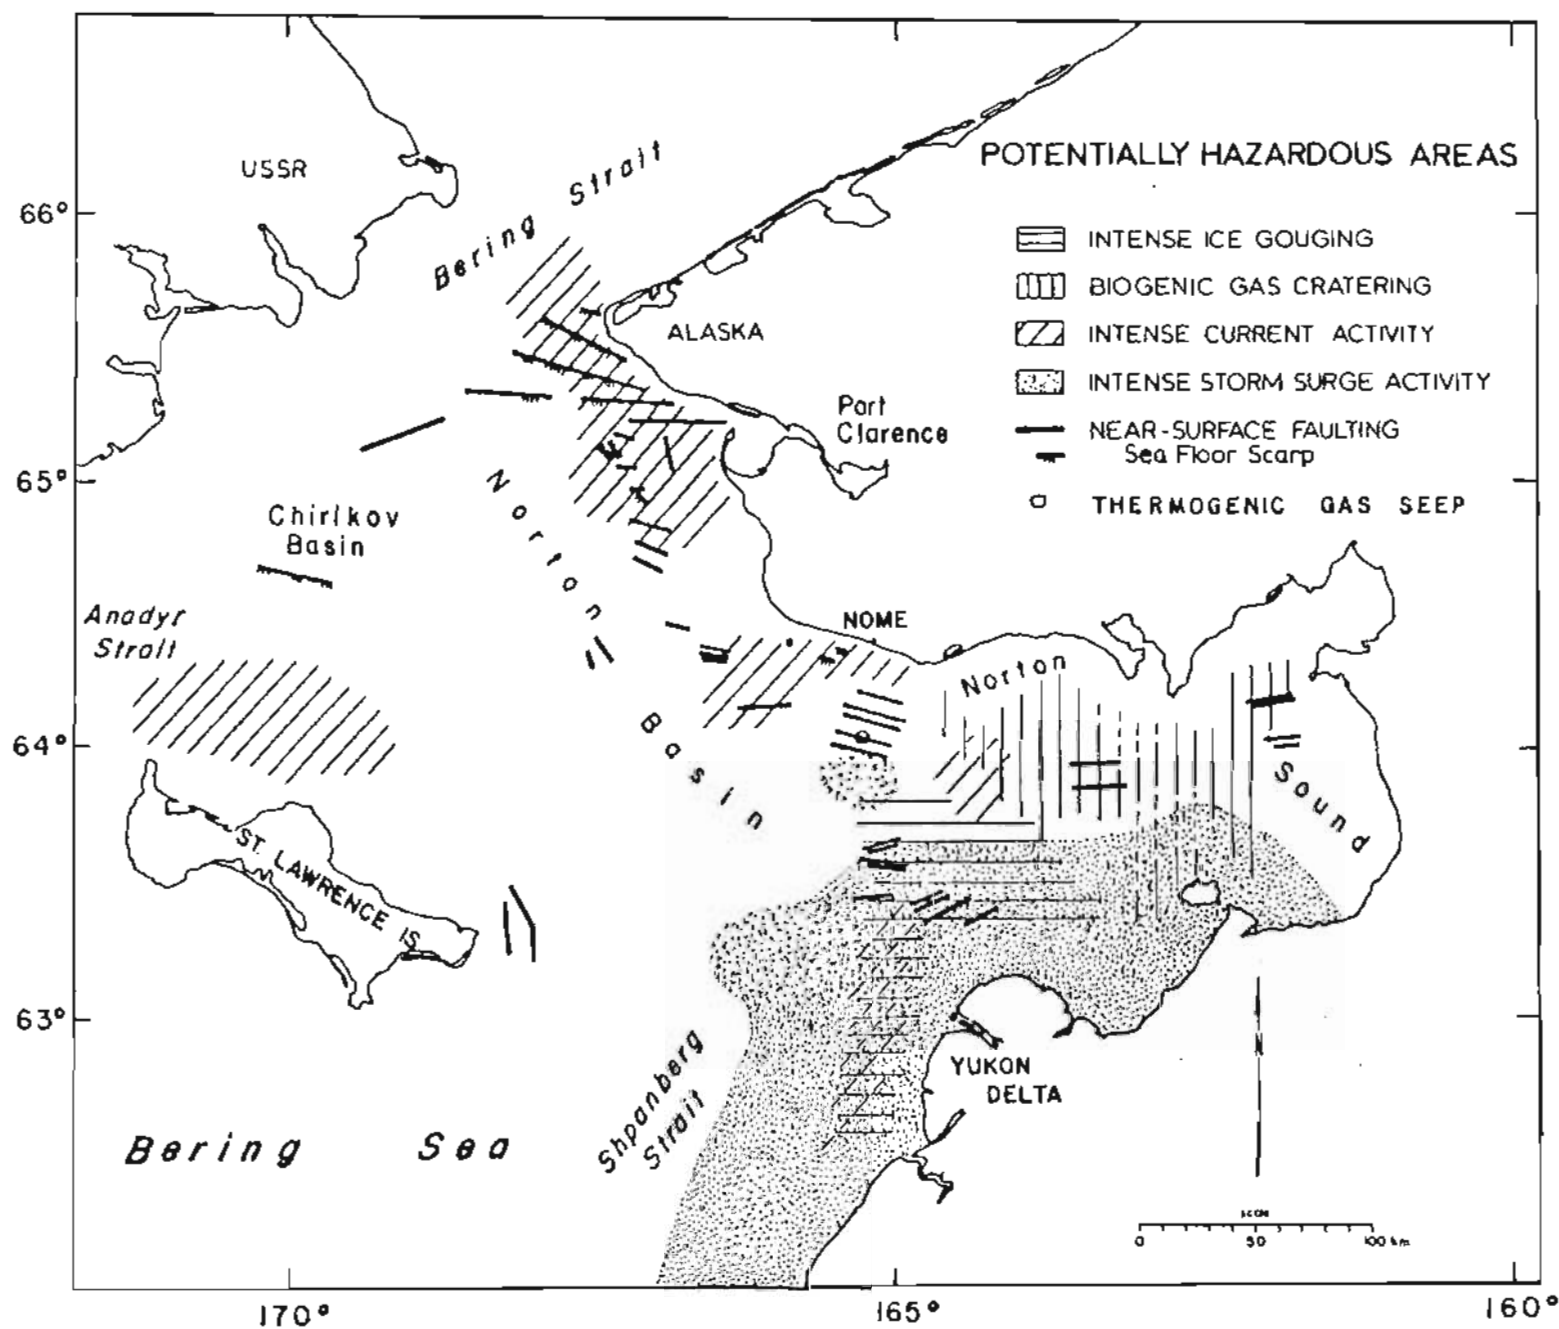 POTENTIALLY HAZARDOUS AREAS
INTENSE ICE GOUGING
BIOGENIC GAS CRATERING
INTENSE CURRENT ACTIVITY
INTENSE STORM SURGE ACTIVITY
NEAR-SURFACE FAULTING
Sea Floor Scarp
THERMOGENIC GAS SEEP
USSR
Bering Strait
66°
ALASKA
Port
Clarence
65°
Chirikov
Basin
Norton Basin
Anadyr
Strait
NOME
Norton Sound
64°
ST. LAWRENCE IS
63°
YUKON
DELTA
Shpanberg
Strait
Bering Sea
N
0 50 100 km
170° 165° 160°